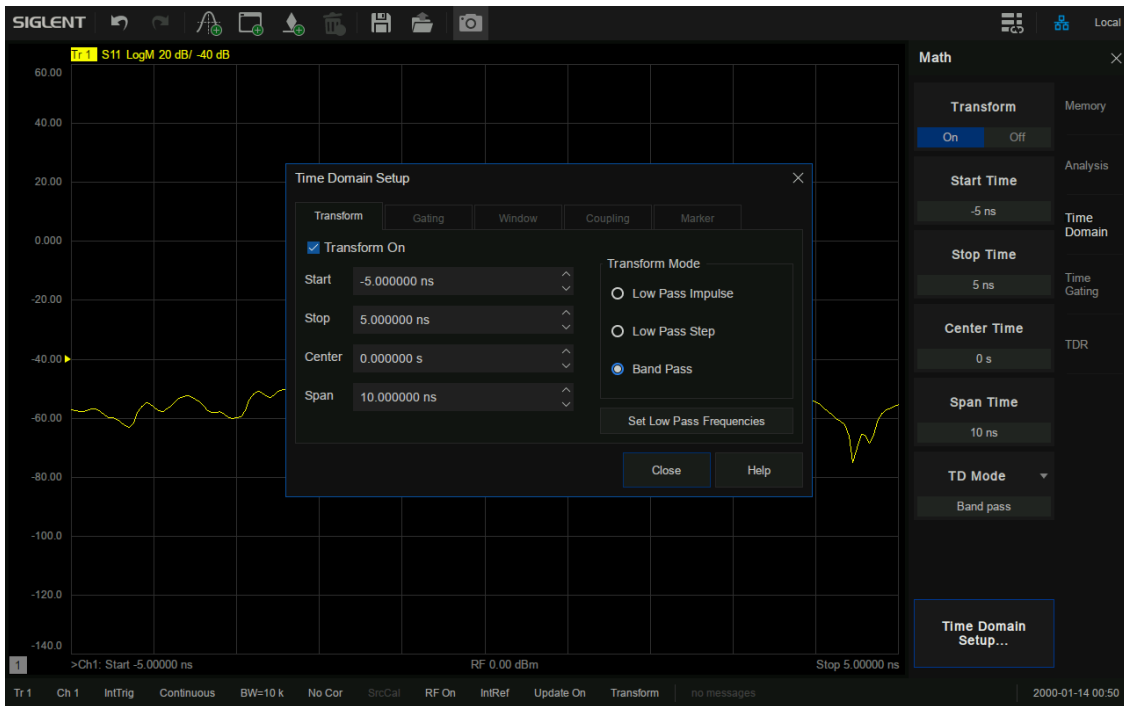 SIGLENT
Local
Tr 1 S11 LogM 20 dB/ -40 dB
60.00
40.00
20.00
0.000
-20.00
-40.00
-60.00
-80.00
-100.0
-120.0
-140.0
1
>Ch1: Start -5.00000 ns RF 0.00 dBm Stop 5.00000 ns
Time Domain Setup
Transform Gating Window Coupling Marker
Transform On
Start -5.000000 ns
Stop 5.000000 ns
Center 0.000000 s
Span 10.000000 ns
Transform Mode
Low Pass Impulse
Low Pass Step
Band Pass
Set Low Pass Frequencies
Close Help
Math
Transform
On Off
Start Time
-5 ns
Stop Time
5 ns
Center Time
0 s
Span Time
10 ns
TD Mode
Band pass
Time Domain
Setup...
Memory
Analysis
Time
Domain
Time
Gating
TDR
Tr 1 Ch 1 IntTrig Continuous BW=10 k No Cor SrcCal RF On IntRef Update On Transform no messages 2000-01-14 00:50